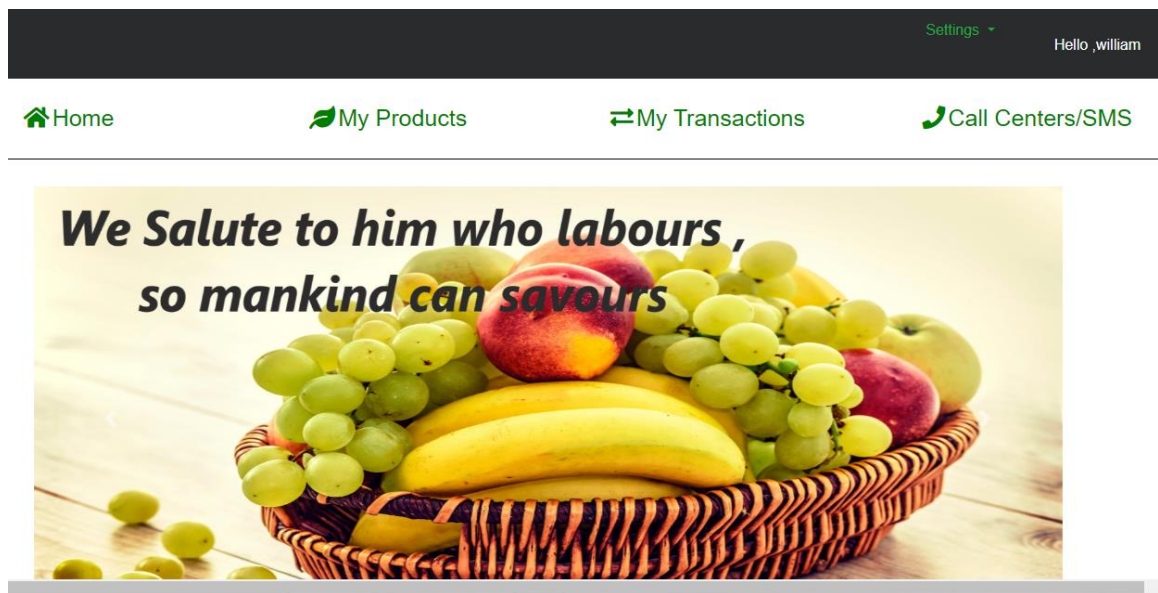 Settings
Hello ,william
Home My Products My Transactions Call Centers/SMS
We Salute to him who labours ,
so mankind can savours